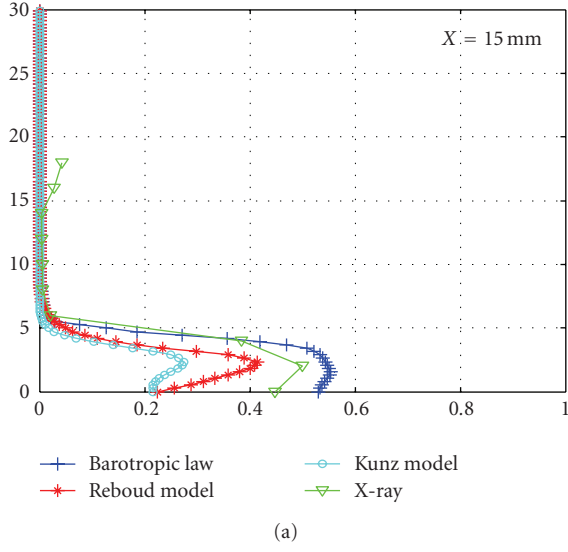 30
X = 15 mm
25
20
15
10
5
0
0 0.2 0.4 0.6 0.8 1
Barotropic law
Kunz model
Reboud model
X-ray
(a)